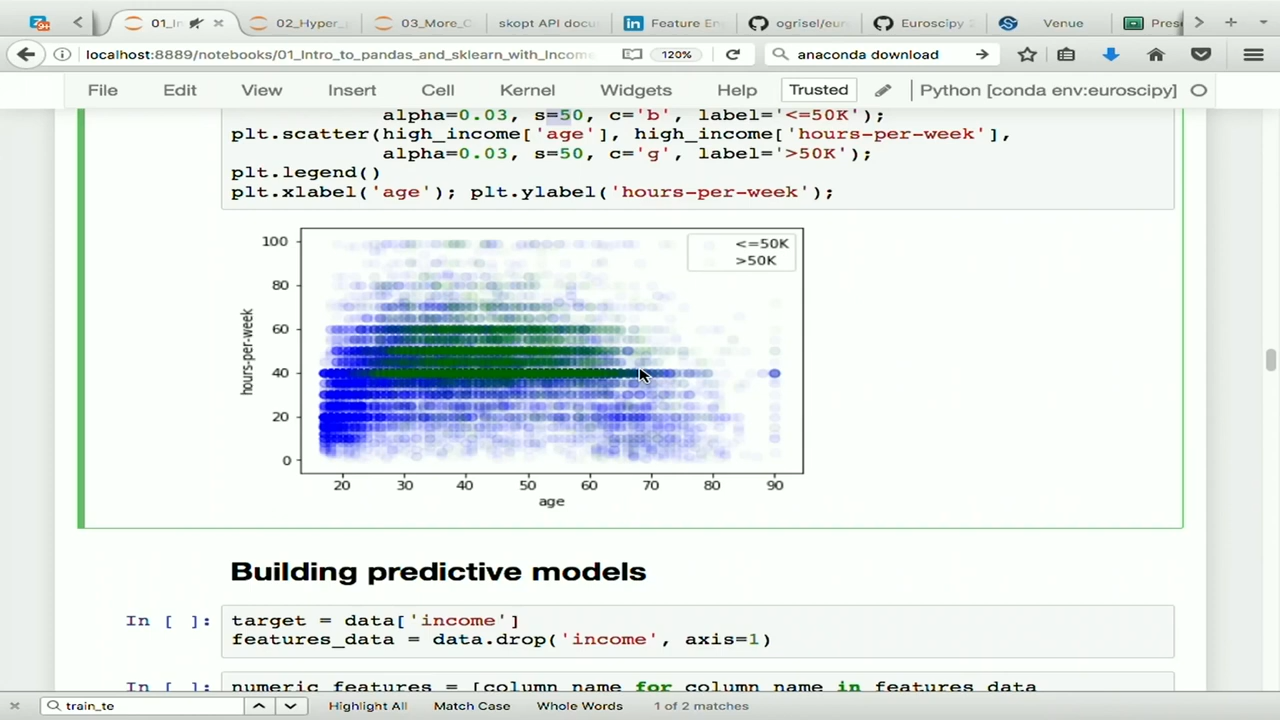 01_In
02_Hyper_
03_More_C
skopt API docu
Feature En
ogrisel/eur
Euroscipy
Venue
Pres
localhost:8889/notebooks/01_Intro_to_pandas_and_sklearn_with_Incom
120%
anaconda download
File Edit View Insert Cell Kernel Widgets Help Trusted Python [conda env:euroscipy]
alpha=0.03, s=50, c='b', label='<=50K');
plt.scatter(high_income['age'], high_income['hours-per-week'],
alpha=0.03, s=50, c='g', label='>50K');
plt.legend()
plt.xlabel('age'); plt.ylabel('hours-per-week');
100
80
60
40
20
0
hours-per-week
<=50K
>50K
20 30 40 50 60 70 80 90
age
Building predictive models
In [ ]: target = data['income']
features_data = data.drop('income', axis=1)
In [ ]: numeric_features = [column_name for column_name in features_data
train_te
Highlight All Match Case Whole Words 1 of 2 matches